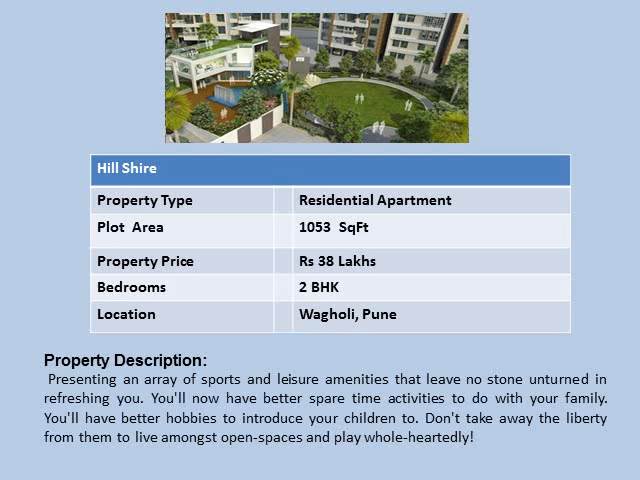 Hill Shire
Property Type Residential Apartment
Plot Area 1053 SqFt
Property Price Rs 38 Lakhs
Bedrooms 2 BHK
Location Wagholi, Pune
Property Description:
Presenting an array of sports and leisure amenities that leave no stone unturned in
refreshing you. You'll now have better spare time activities to do with your family.
You'll have better hobbies to introduce your children to. Don't take away the liberty
from them to live amongst open-spaces and play whole-heartedly!